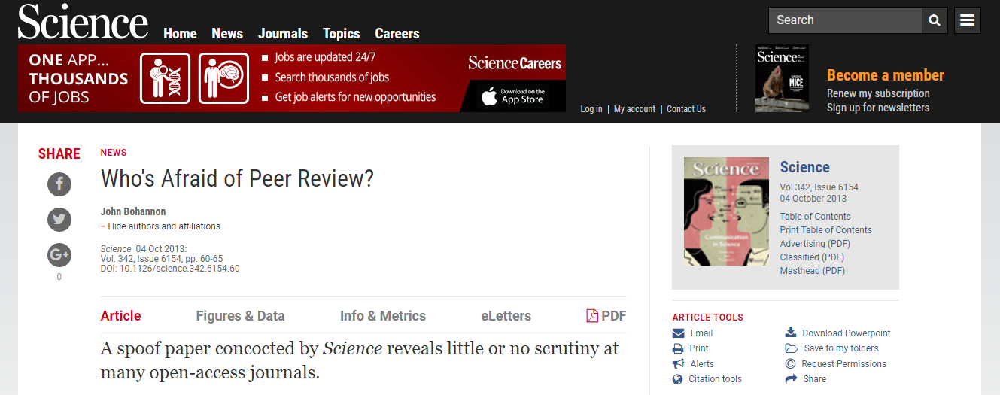 Science
Home News Journals Topics Careers
Search
ONE APP...
THOUSANDS
OF JOBS
Jobs are updated 24/7
Search thousands of jobs
Get job alerts for new opportunities
Science Careers
Download on the
App Store
Log in | My account | Contact Us
Science
MICE
Become a member
Renew my subscription
Sign up for newsletters
SHARE
0
NEWS
Who's Afraid of Peer Review?
John Bohannon
– Hide authors and affiliations
Science 04 Oct 2013:
Vol. 342, Issue 6154, pp. 60-65
DOI: 10.1126/science.342.6154.60
Article Figures & Data Info & Metrics eLetters PDF
A spoof paper concocted by Science reveals little or no scrutiny at
many open-access journals.
Science
Communication
in Science
Science
Vol 342, Issue 6154
04 October 2013
Table of Contents
Print Table of Contents
Advertising (PDF)
Classified (PDF)
Masthead (PDF)
ARTICLE TOOLS
Email
Print
Alerts
Citation tools
Download Powerpoint
Save to my folders
Request Permissions
Share